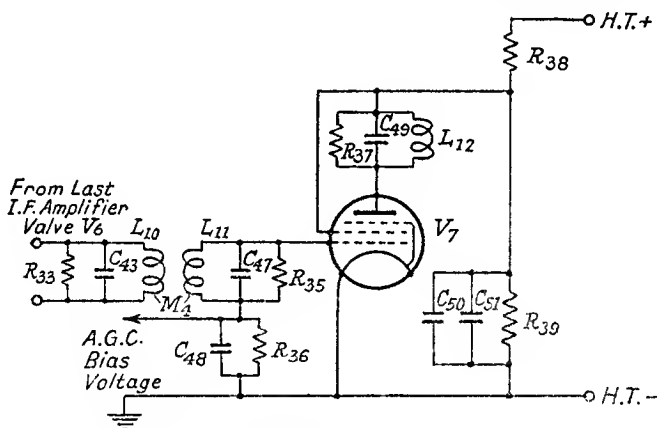 H.T.+
R38
C49
R37
L12
From Last
I.F. Amplifier
Valve V6
L10
L11
V7
R33
C43
C47
R35
M4
C50
C51
R39
A.G.C.
Bias
Voltage
C48
R36
H.T.-